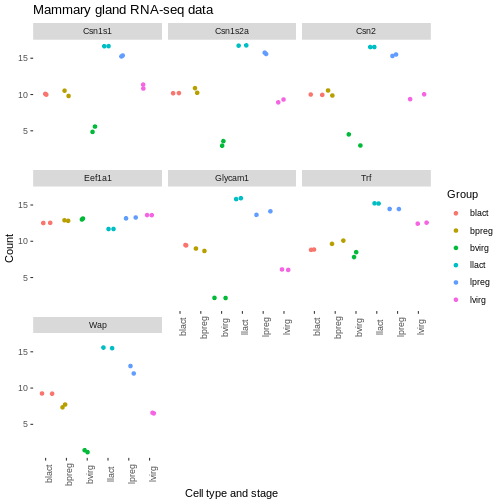 Mammary gland RNA-seq data
Csn1s1 Csn1s2a Csn2
15
10
5
Eef1a1 Glycam1 Trf
15
10
5
Count
Group
blact
bpreg
bvirg
llact
lpreg
lvirg
blact bpreg bvirg llact lpreg lvirg blact bpreg bvirg llact lpreg lvirg
Wap
15
10
5
blact bpreg bvirg llact lpreg lvirg
Cell type and stage